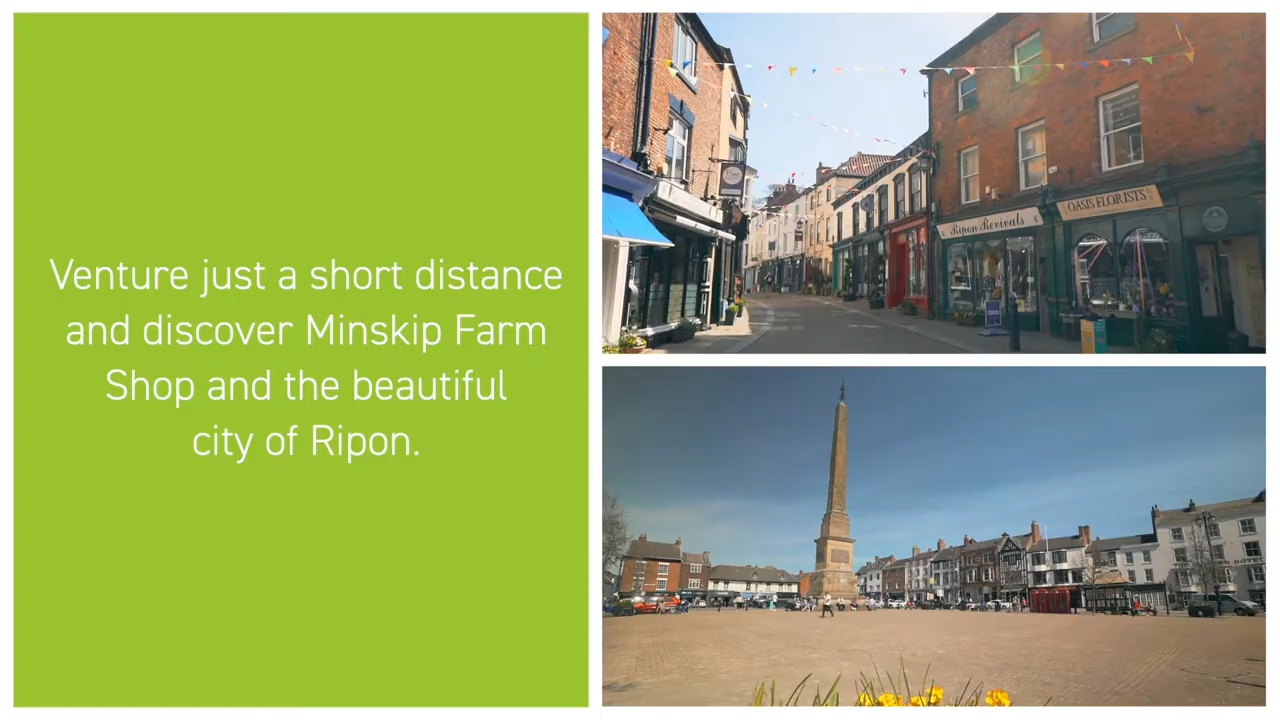 Venture just a short distance
and discover Minskip Farm
Shop and the beautiful
city of Ripon.
Ripon Revivals
OASIS FLORISTS